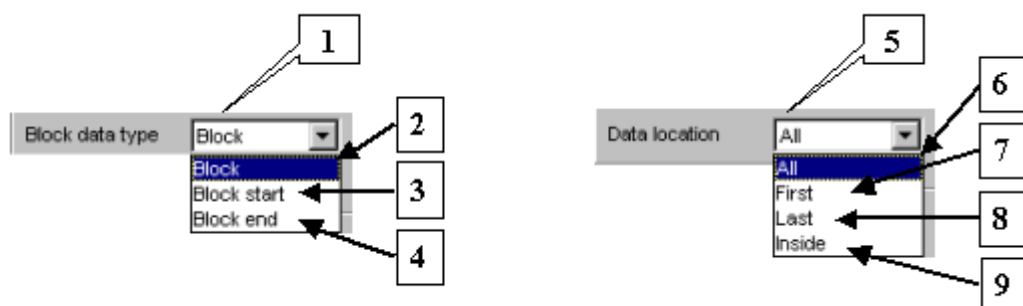 1
Block data type
Block
2
Block
Block start
3
Block end
4
5
Data location
All
6
All
7
First
Last
8
Inside
9